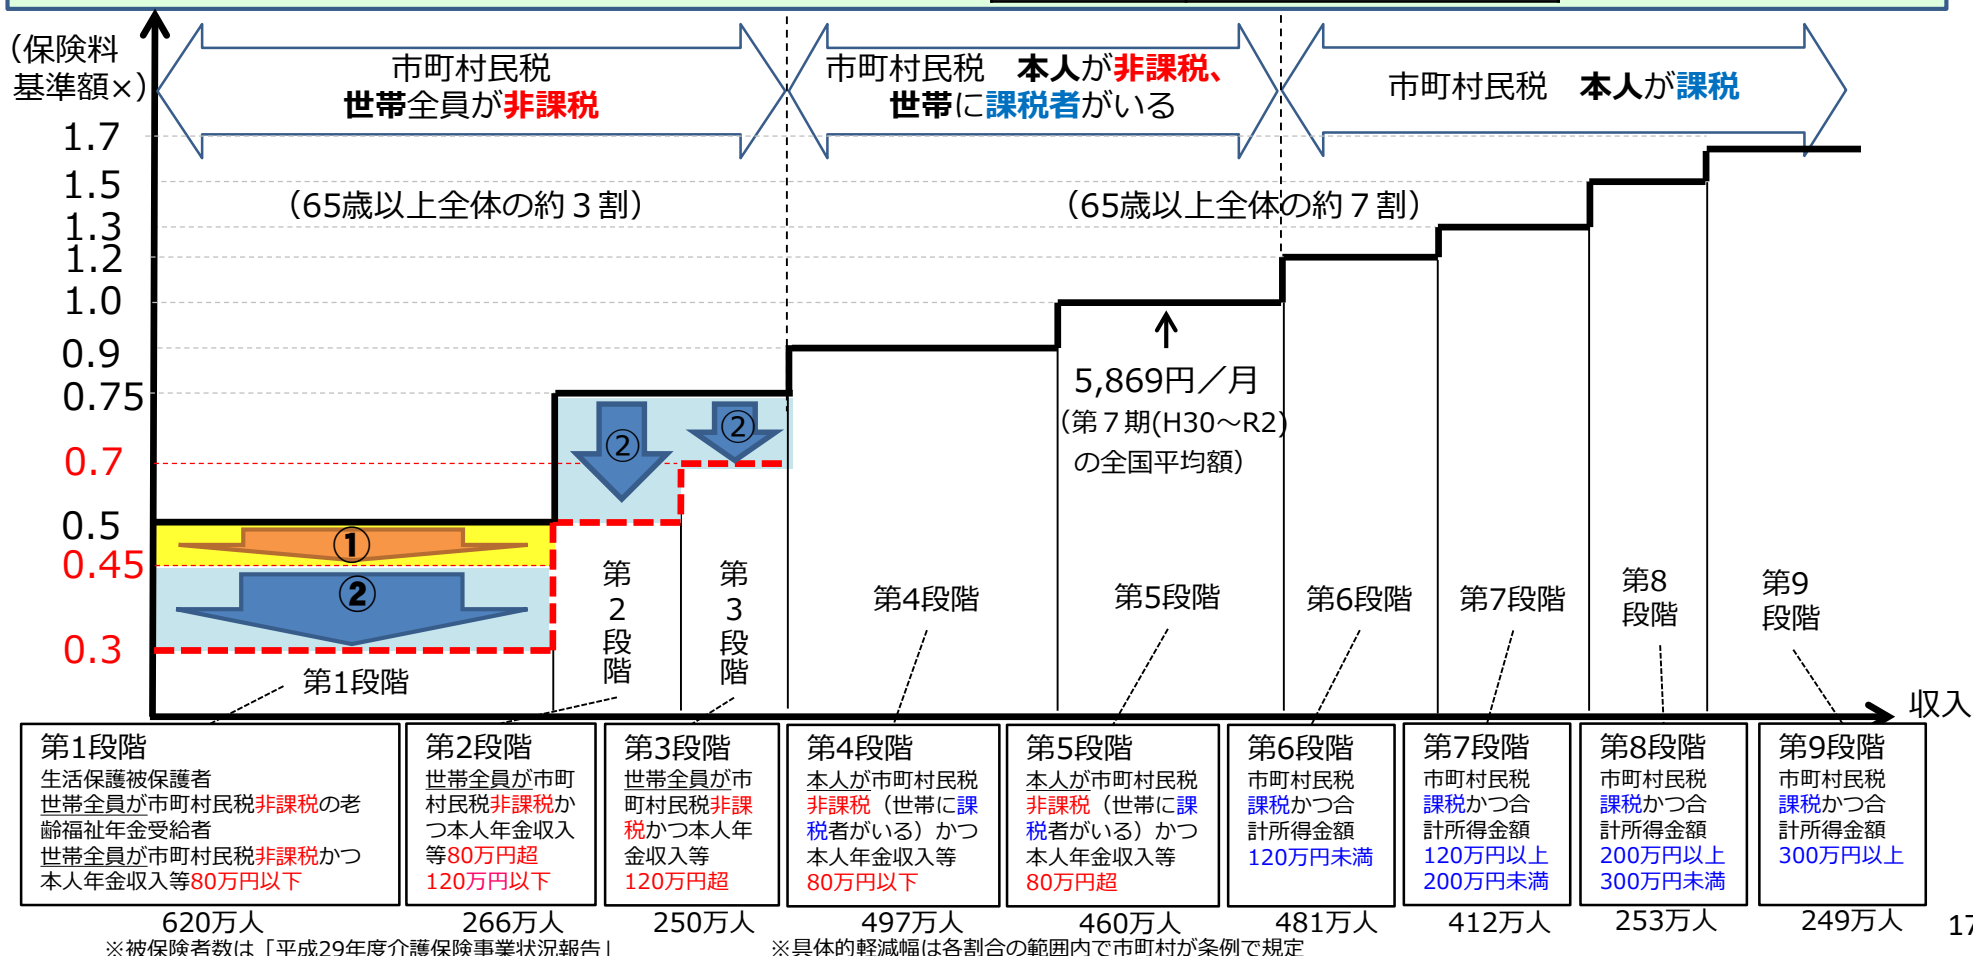 （保険料
基準額×）
市町村民税
世帯全員が非課税
市町村民税　本人が非課税、
世帯に課税者がいる
市町村民税　本人が課税
（65歳以上全体の約３割）
（65歳以上全体の約７割）
1.7
1.5
1.3
1.2
1.0
0.9
0.75
0.7
0.5
0.45
0.3
①
②
②
②
5,869円／月
（第７期(H30～R2)
の全国平均額）
第1段階
第2段階
第3段階
第4段階
第5段階
第6段階
第7段階
第8
段階
第9
段階
収入
第1段階
生活保護被保護者
世帯全員が市町村民税非課税の老
齢福祉年金受給者
世帯全員が市町村民税非課税かつ
本人年金収入等80万円以下
第2段階
世帯全員が市町
村民税非課税か
つ本人年金収入
等80万円超
120万円以下
第3段階
世帯全員が市
町村民税非課
税かつ本人年
金収入等
120万円超
第4段階
本人が市町村民税
非課税（世帯に課
税者がいる）かつ
本人年金収入等
80万円以下
第5段階
本人が市町村民税
非課税（世帯に課
税者がいる）かつ
本人年金収入等
80万円超
第6段階
市町村民税
課税かつ合
計所得金額
120万円未満
第7段階
市町村民税
課税かつ合
計所得金額
120万円以上
200万円未満
第8段階
市町村民税
課税かつ合
計所得金額
200万円以上
300万円未満
第9段階
市町村民税
課税かつ合
計所得金額
300万円以上
620万人
266万人
250万人
497万人
460万人
481万人
412万人
253万人
249万人
17
※被保険者数は「平成29年度介護保険事業状況報告」
※具体的軽減幅は各割合の範囲内で市町村が条例で規定